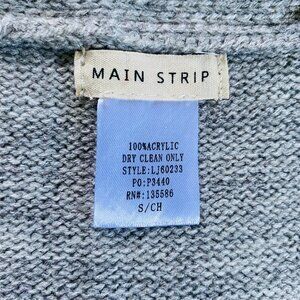 MAIN STRIP
100%ACRYLIC
DRY CLEAN ONLY
STYLE:LJ60233
PO:P3440
RN#:135586
S/CH